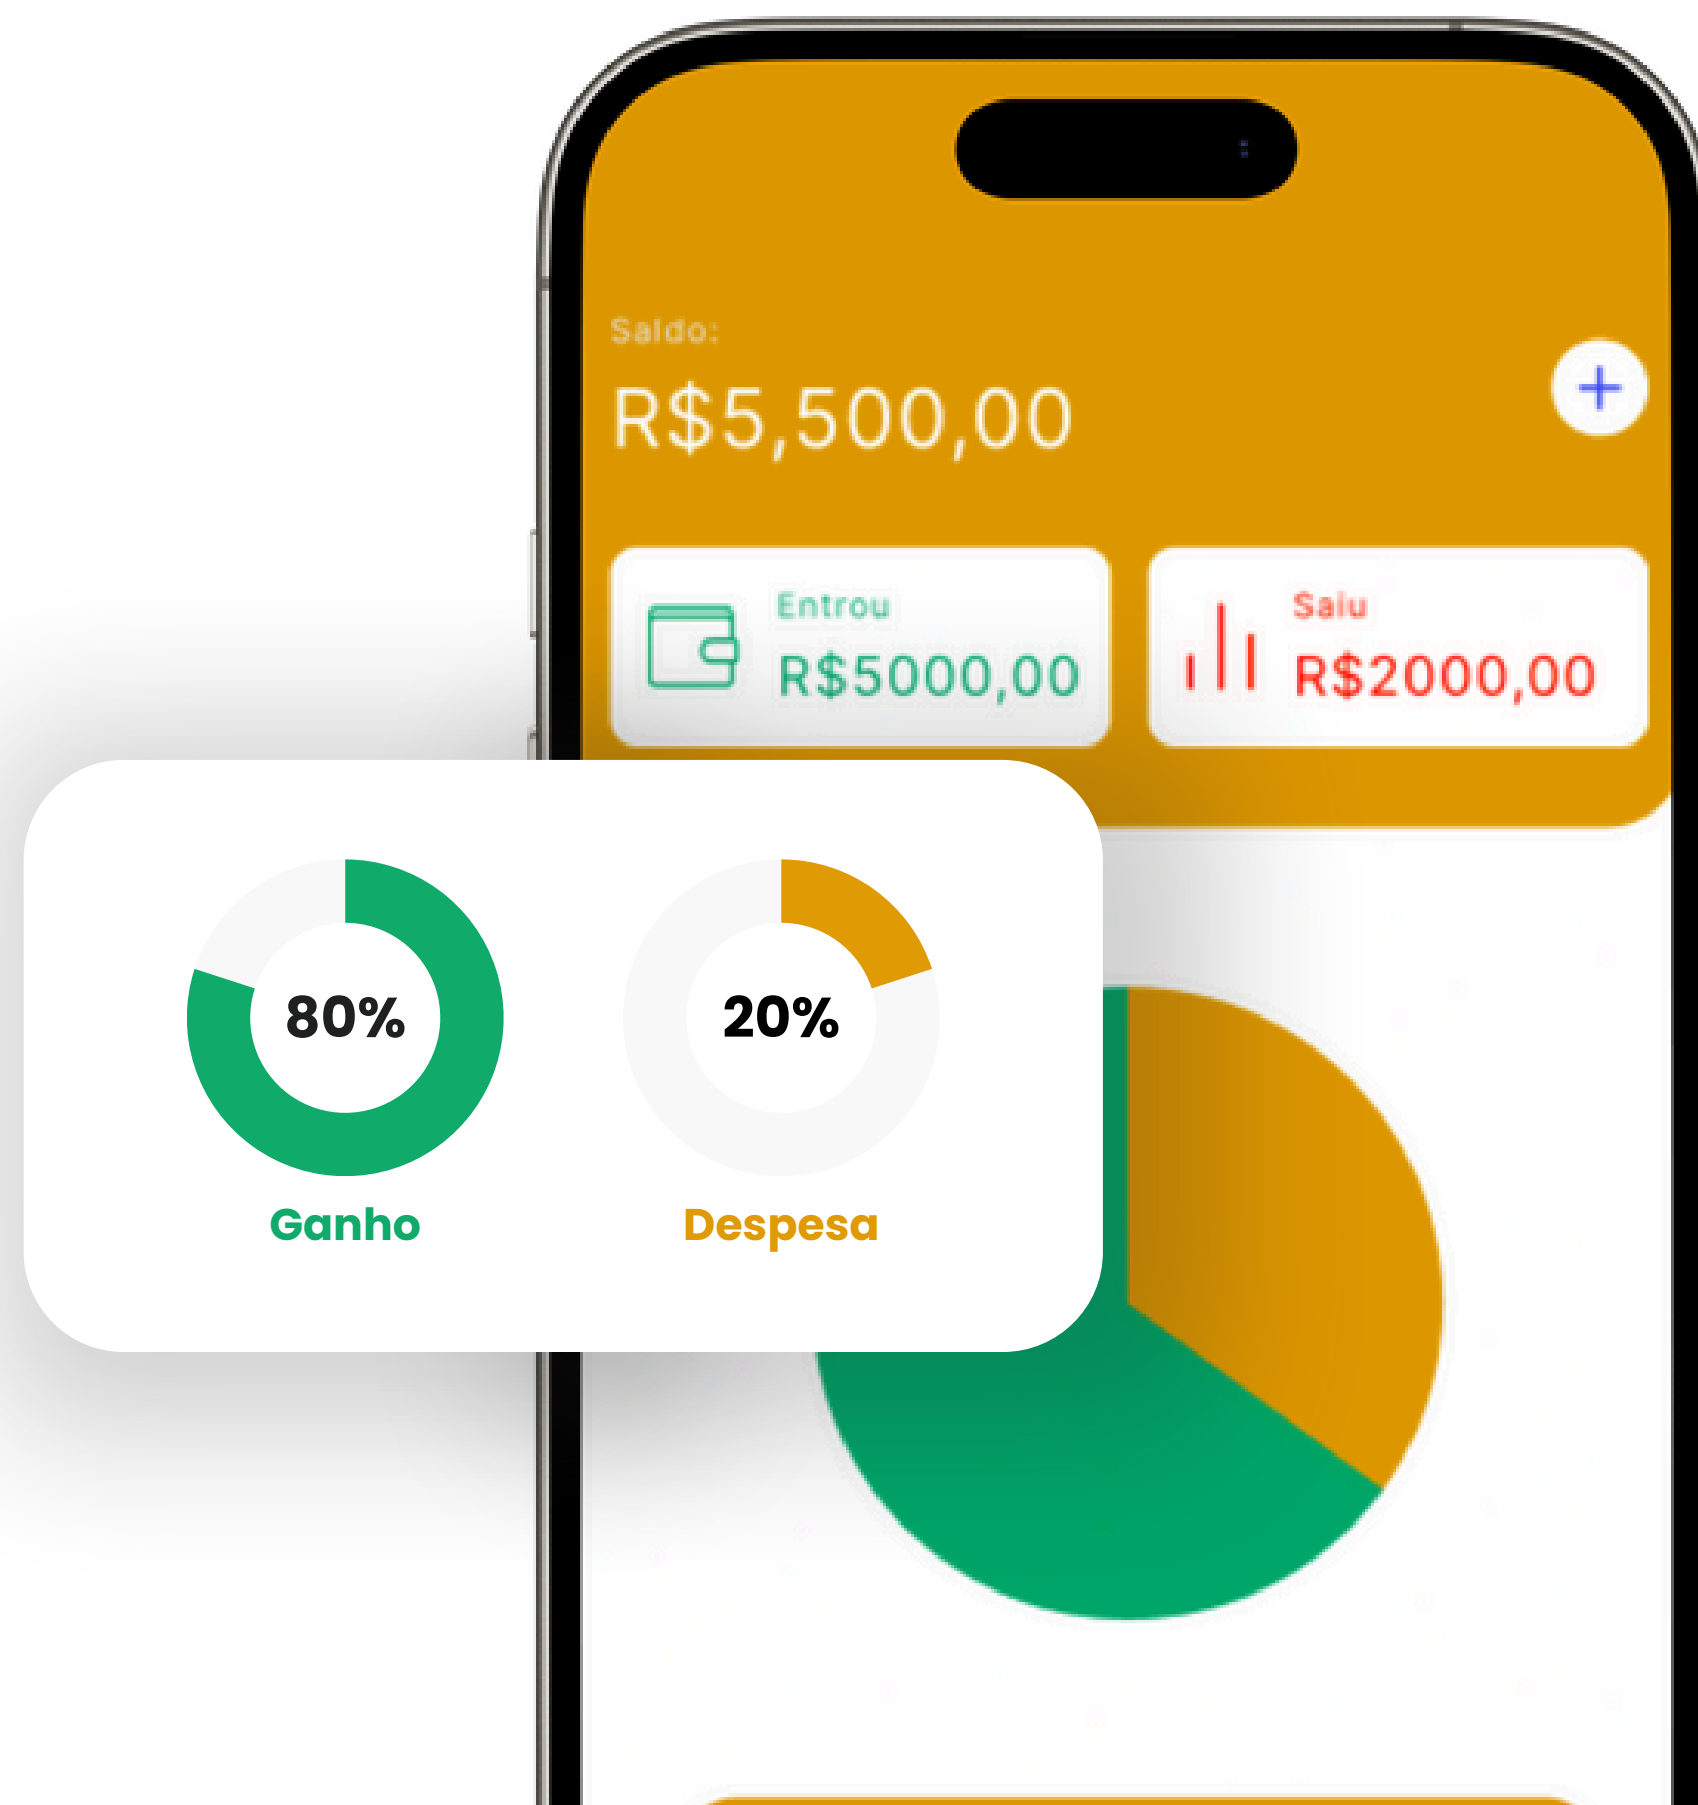 Saldo:
R$5,500,00
Entrou
R$5000,00
Saiu
R$2000,00
80%
20%
Ganho
Despesa